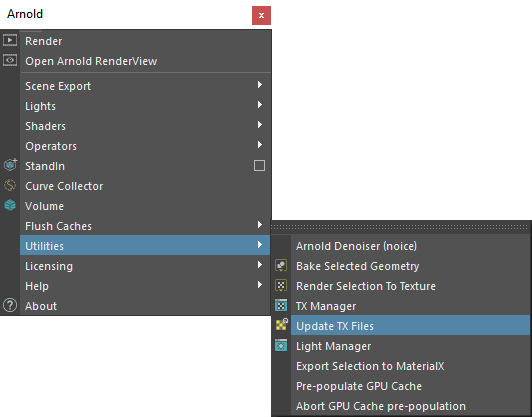 Arnold
Render
Open Arnold RenderView
Scene Export
Lights
Shaders
Operators
StandIn
Curve Collector
Volume
Flush Caches
Utilities
Licensing
Help
About
Arnold Denoiser (noice)
Bake Selected Geometry
Render Selection To Texture
TX Manager
Update TX Files
Light Manager
Export Selection to MaterialX
Pre-populate GPU Cache
Abort GPU Cache pre-population